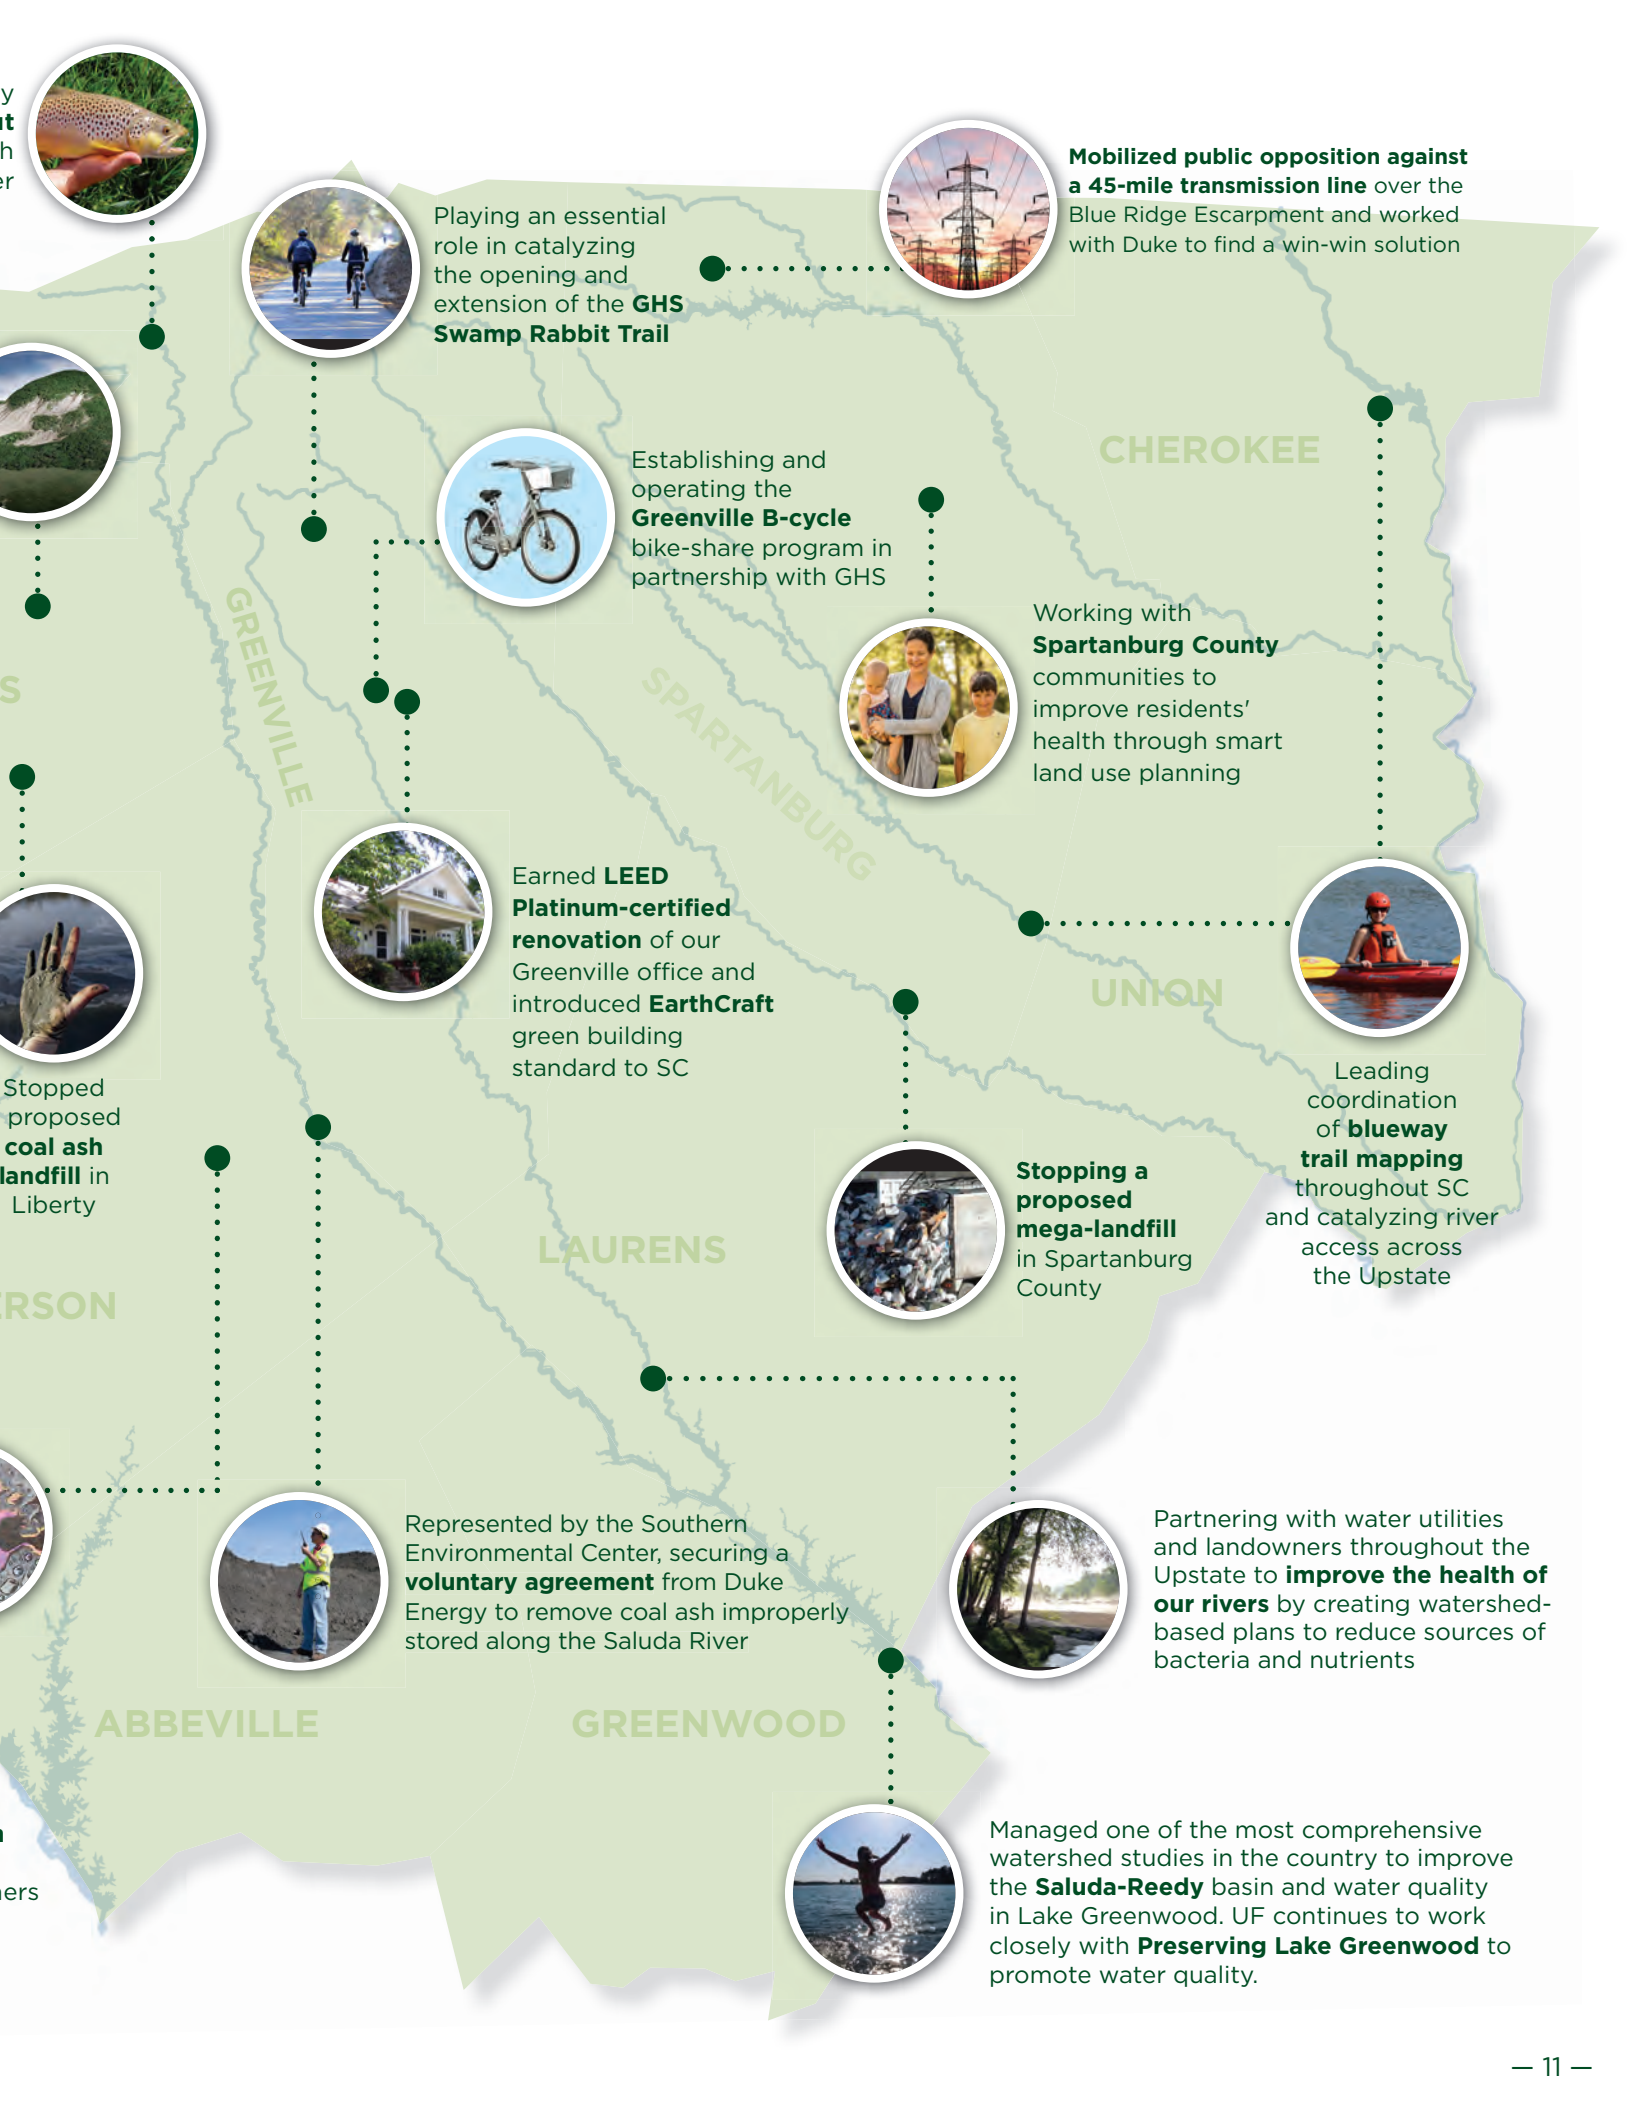 y
h
er
Mobilized public opposition against
a 45-mile transmission line over the
Blue Ridge Escarpment and worked
with Duke to find a win-win solution
Playing an essential
role in catalyzing
the opening and
extension of the GHS
Swamp Rabbit Trail
CHEROKEE
Establishing and
operating the
Greenville B-cycle
bike-share program in
partnership with GHS
GREENVILLE
Working with
Spartanburg County
communities to
improve residents'
health through smart
land use planning
S
SPARTANBURG
Earned LEED
Platinum-certified
renovation of our
Greenville office and
introduced EarthCraft
green building
standard to SC
UNION
Stopped
proposed
coal ash
landfill in
Liberty
Leading
coordination
of blueway
trail mapping
throughout SC
and catalyzing river
access across
the Upstate
Stopping a
proposed
mega-landfill
in Spartanburg
County
LAURENS
ERSON
Represented by the Southern
Environmental Center, securing a
voluntary agreement from Duke
Energy to remove coal ash improperly
stored along the Saluda River
Partnering with water utilities
and landowners throughout the
Upstate to improve the health of
our rivers by creating watershed-
based plans to reduce sources of
bacteria and nutrients
ABBEVILLE
GREENWOOD
ers
Managed one of the most comprehensive
watershed studies in the country to improve
the Saluda-Reedy basin and water quality
in Lake Greenwood. UF continues to work
closely with Preserving Lake Greenwood to
promote water quality.
— 11 —